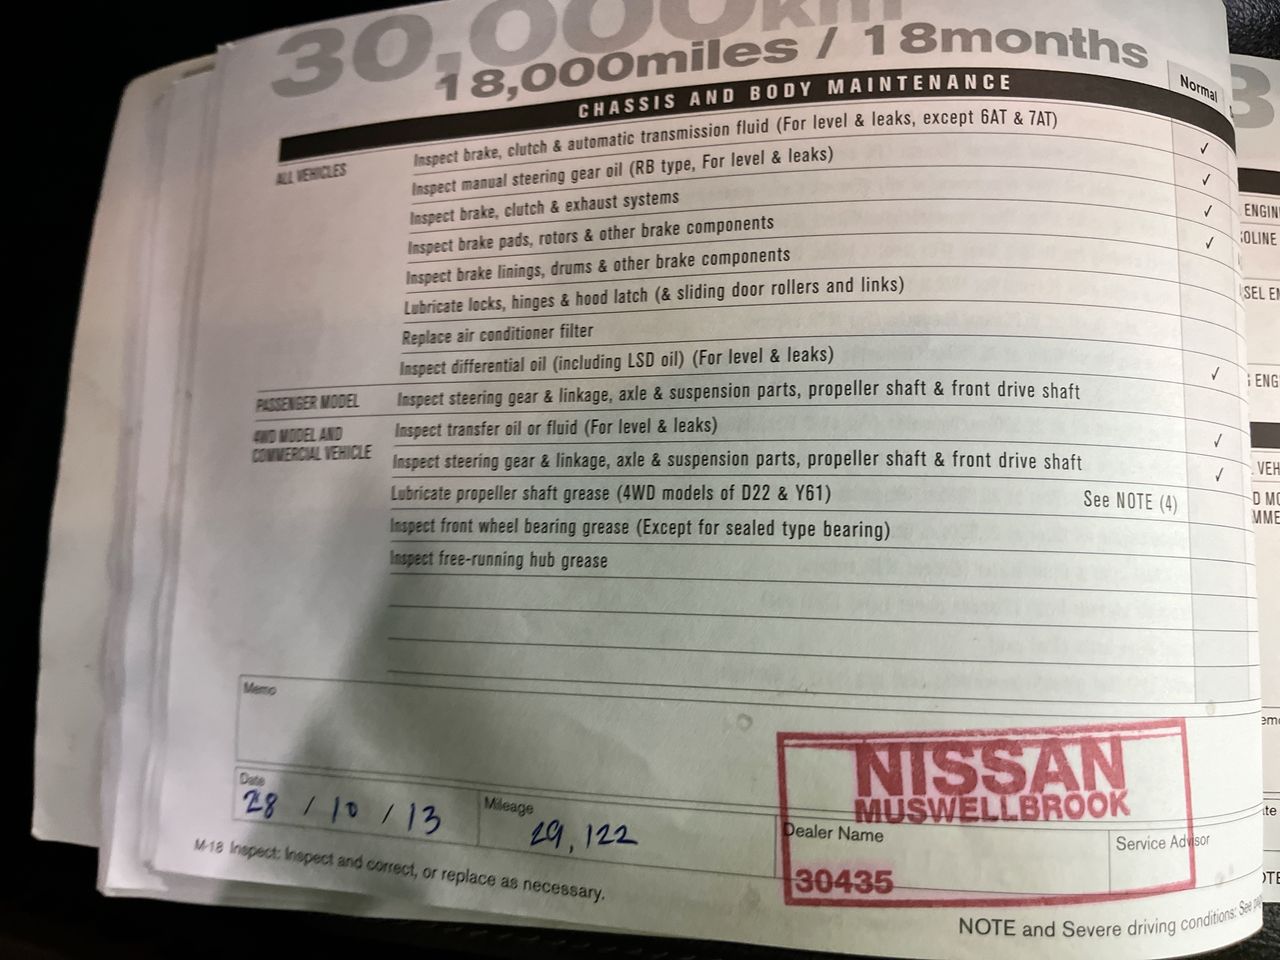 30,000km
18,000miles / 18months
CHASSIS AND BODY MAINTENANCE
Normal
ALL VEHICLES
Inspect brake, clutch & automatic transmission fluid (For level & leaks, except 6AT & 7AT) ✓
Inspect manual steering gear oil (RB type, For level & leaks) ✓
Inspect brake, clutch & exhaust systems ✓
Inspect brake pads, rotors & other brake components ✓
Inspect brake linings, drums & other brake components
Lubricate locks, hinges & hood latch (& sliding door rollers and links)
Replace air conditioner filter
Inspect differential oil (including LSD oil) (For level & leaks) ✓
PASSENGER MODEL
Inspect steering gear & linkage, axle & suspension parts, propeller shaft & front drive shaft
4WD MODEL AND
COMMERCIAL VEHICLE
Inspect transfer oil or fluid (For level & leaks) ✓
Inspect steering gear & linkage, axle & suspension parts, propeller shaft & front drive shaft ✓
Lubricate propeller shaft grease (4WD models of D22 & Y61) See NOTE (4)
Inspect front wheel bearing grease (Except for sealed type bearing)
Inspect free-running hub grease
Memo
Date
28 / 10 / 13
Mileage
29,122
NISSAN
MUSWELLBROOK
Dealer Name
Service Advisor
30435
M-18 Inspect: Inspect and correct, or replace as necessary.
NOTE and Severe driving conditions: See